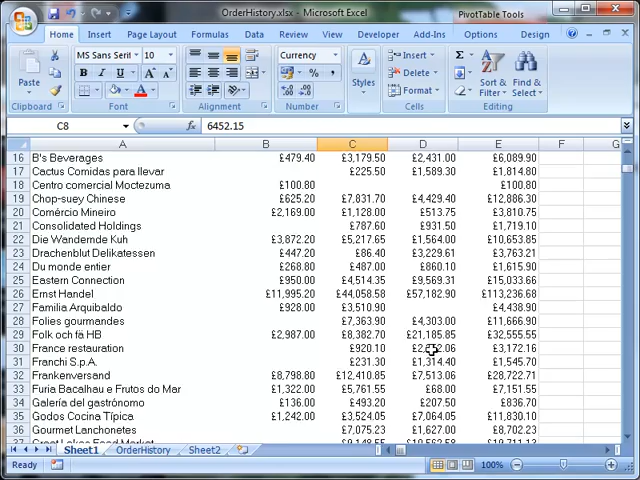 OrderHistory.xlsx - Microsoft Excel PivotTable Tools
Home Insert Page Layout Formulas Data Review View Developer Add-Ins Options Design
MS Sans Serif 10 Currency Insert Σ
Paste B I U A A % , Styles Delete Sort & Find &
A Format Filter Select
Clipboard Font Alignment Number Cells Editing
C8 fx 6452.15
A B C D E F G
16 B's Beverages £479.40 £3,179.50 £2,431.00 £6,089.90
17 Cactus Comidas para llevar £225.50 £1,589.30 £1,814.80
18 Centro comercial Moctezuma £100.80 £100.80
19 Chop-suey Chinese £625.20 £7,831.70 £4,429.40 £12,886.30
20 Comércio Mineiro £2,169.00 £1,128.00 £513.75 £3,810.75
21 Consolidated Holdings £787.60 £931.50 £1,719.10
22 Die Wandernde Kuh £3,872.20 £5,217.65 £1,564.00 £10,653.85
23 Drachenblut Delikatessen £447.20 £86.40 £3,229.61 £3,763.21
24 Du monde entier £268.80 £487.00 £860.10 £1,615.90
25 Eastern Connection £950.00 £4,514.35 £9,569.31 £15,033.66
26 Ernst Handel £11,995.20 £44,058.58 £57,182.90 £113,236.68
27 Familia Arquibaldo £928.00 £3,510.90 £4,438.90
28 Folies gourmandes £7,363.90 £4,303.00 £11,666.90
29 Folk och fä HB £2,987.00 £8,382.70 £21,185.85 £32,555.55
30 France restauration £920.10 £3,172.16
31 Franchi S.p.A. £231.30 £1,314.40 £1,545.70
32 Frankenversand £8,798.80 £12,410.85 £7,513.06 £28,722.71
33 Furia Bacalhau e Frutos do Mar £1,322.00 £5,761.55 £68.00 £7,151.55
34 Galería del gastrónomo £136.00 £493.20 £207.50 £836.70
35 Godos Cocina Típica £1,242.00 £3,524.05 £7,064.05 £11,830.10
36 Gourmet Lanchonetes £7,075.23 £1,627.00 £8,702.23
37 Great Lakes Food Market £9,148.55 £10,562.58 £19,711.13
Sheet1 OrderHistory Sheet2
Ready 100%